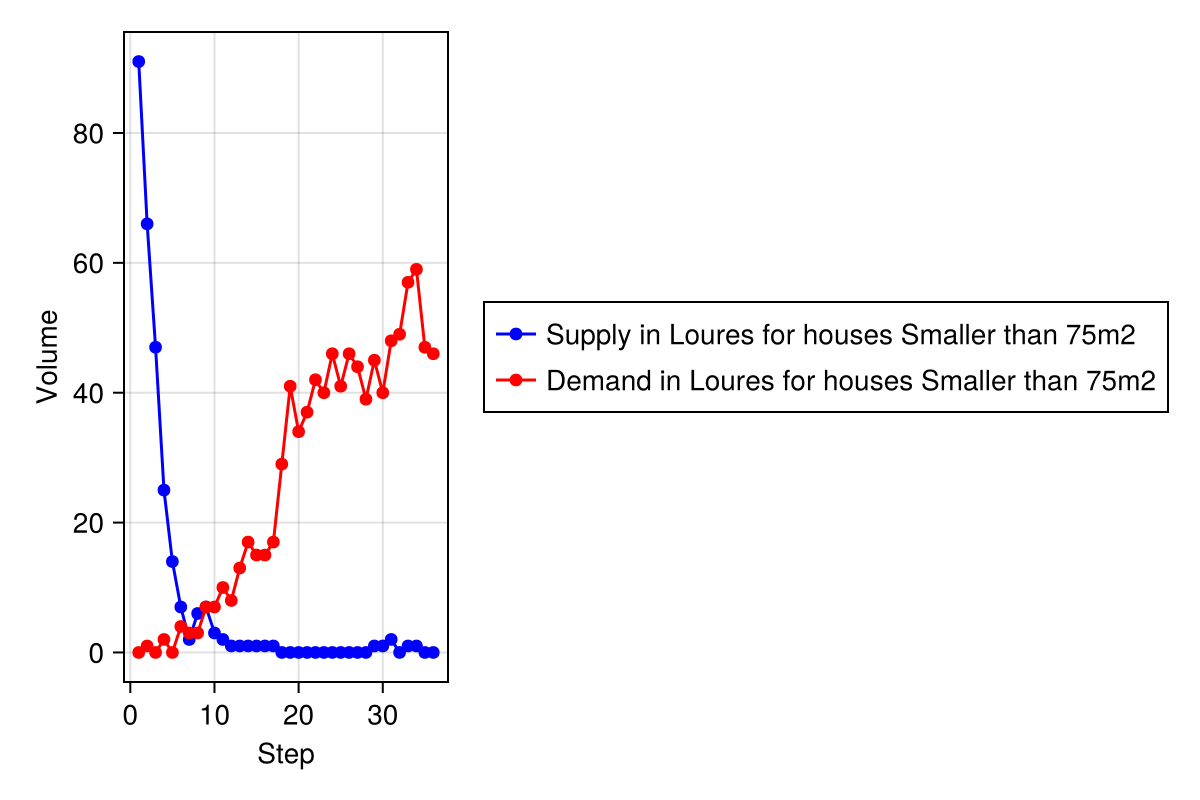 Volume
80
60
40
20
0
0 10 20 30
Step
Supply in Loures for houses Smaller than 75m2
Demand in Loures for houses Smaller than 75m2